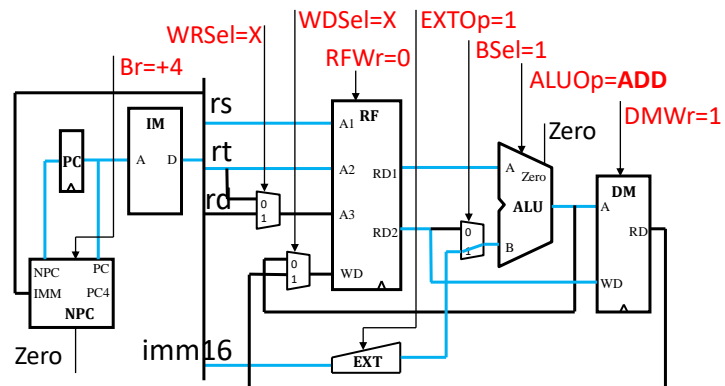 WDSel=X EXTOp=1
WRSel=X BSel=1
Br=+4 RFWr=0 ALUOp=ADD
DMWr=1
rs
IM RF Zero
A1
rt
PC A D A2 RD1 A Zero DM
rd
0
1
A3 ALU A
RD2 0 RD
1
B
NPC PC
IMM PC4
NPC
0
1
WD WD
Zero imm16
EXT